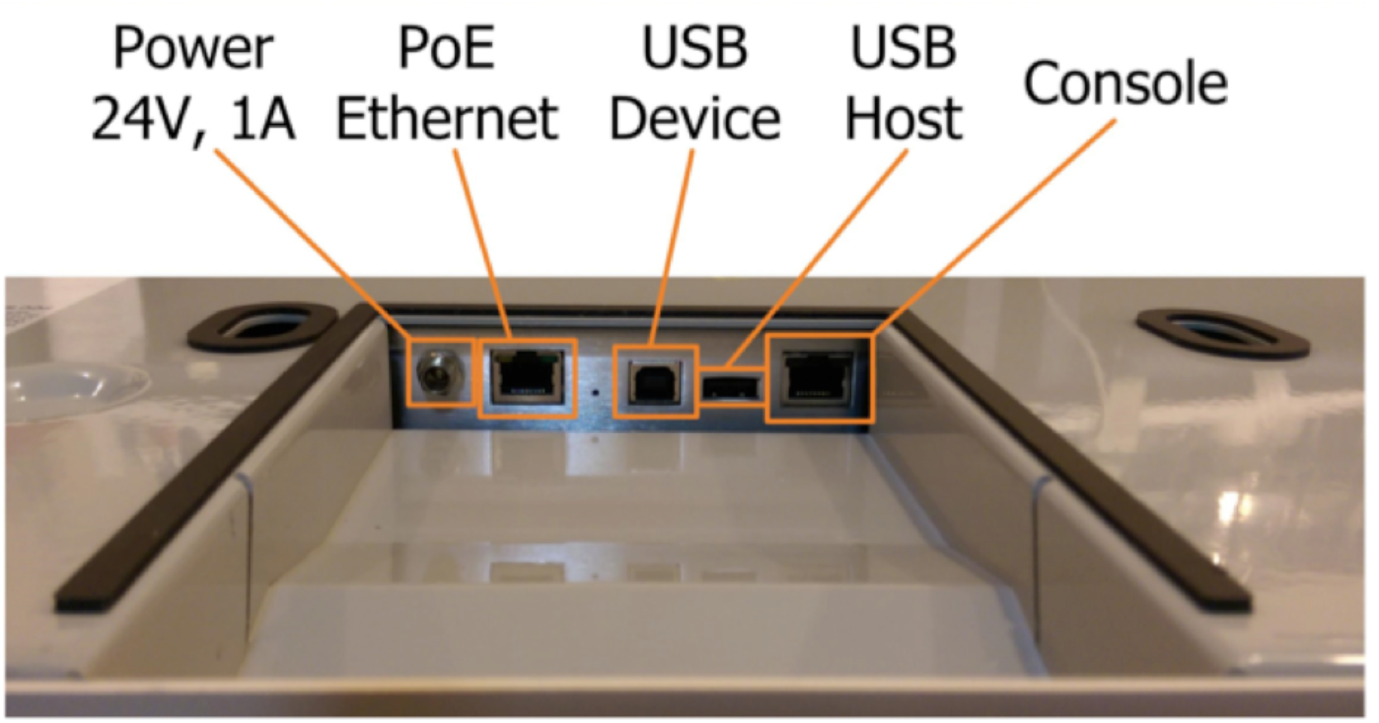 Power
24V, 1A
PoE
Ethernet
USB
Device
USB
Host
Console